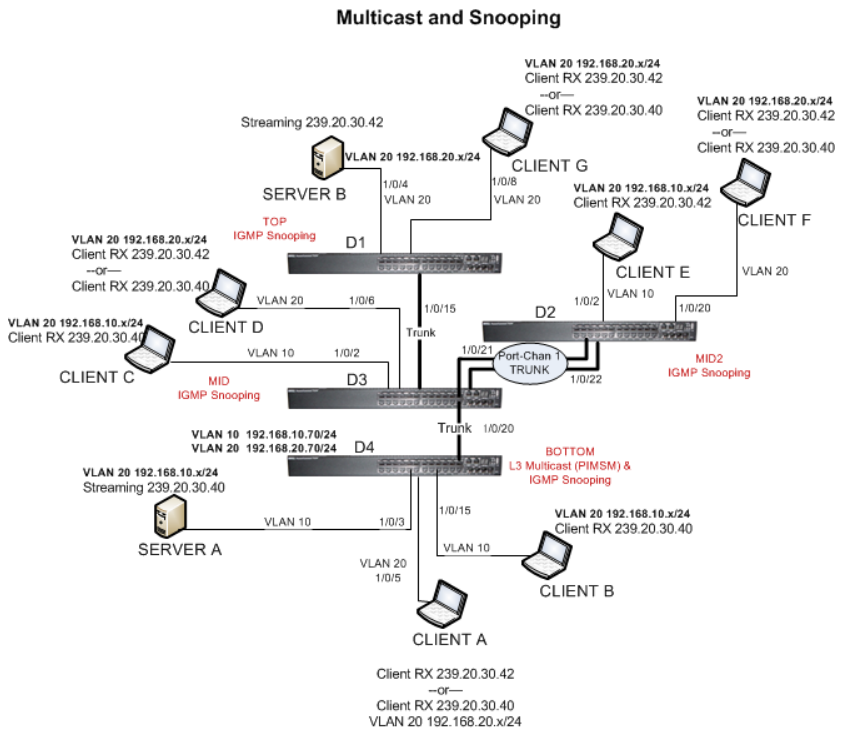 Multicast and Snooping
VLAN 20 192.168.20.x/24
Client RX 239.20.30.42
--or—
Client RX 239.20.30.40
CLIENT G
1/0/8
VLAN 20
Streaming 239.20.30.42
VLAN 20 192.168.20.x/24
SERVER B
1/0/4
VLAN 20
VLAN 20 192.168.20.x/24
Client RX 239.20.30.42
--or—
Client RX 239.20.30.40
CLIENT F
VLAN 20
1/0/20
VLAN 20 192.168.10.x/24
Client RX 239.20.30.42
CLIENT E
1/0/2
VLAN 10
TOP
IGMP Snooping
D1
VLAN 20 192.168.20.x/24
Client RX 239.20.30.42
--or—
Client RX 239.20.30.40
CLIENT D
VLAN 20
1/0/6
1/0/15
Trunk
D2
MID2
IGMP Snooping
VLAN 20 192.168.10.x/24
Client RX 239.20.30.40
CLIENT C
VLAN 10
1/0/2
1/0/21
Port-Chan 1
TRUNK
1/0/22
MID
IGMP Snooping
D3
Trunk
1/0/20
VLAN 10 192.168.10.70/24
VLAN 20 192.168.20.70/24
D4
BOTTOM
L3 Multicast (PIMSM) &
IGMP Snooping
VLAN 20 192.168.10.x/24
Streaming 239.20.30.40
SERVER A
VLAN 10
1/0/3
1/0/15
VLAN 10
VLAN 20 192.168.10.x/24
Client RX 239.20.30.40
CLIENT B
VLAN 20
1/0/5
CLIENT A
Client RX 239.20.30.42
--or—
Client RX 239.20.30.40
VLAN 20 192.168.20.x/24